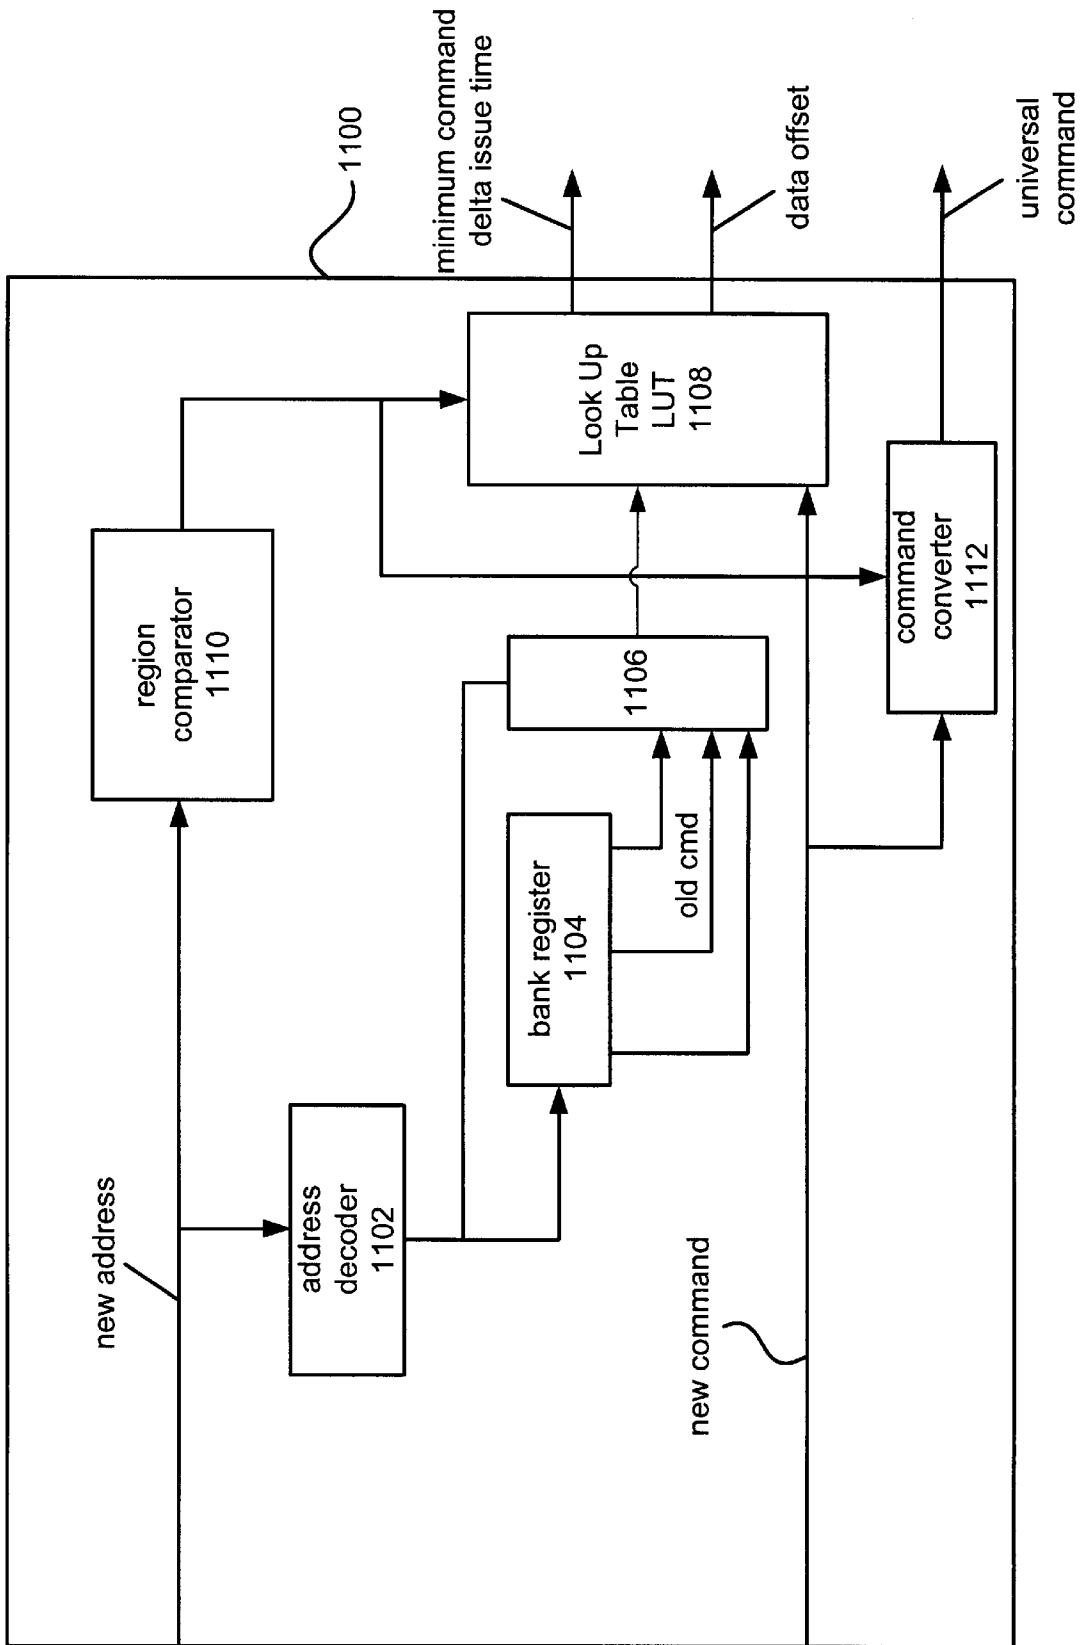 1100
minimum command
delta issue time
data offset
universal
command
new address
region
comparator
1110
address
decoder
1102
bank register
1104
old cmd
1106
Look Up
Table
LUT
1108
new command
command
converter
1112